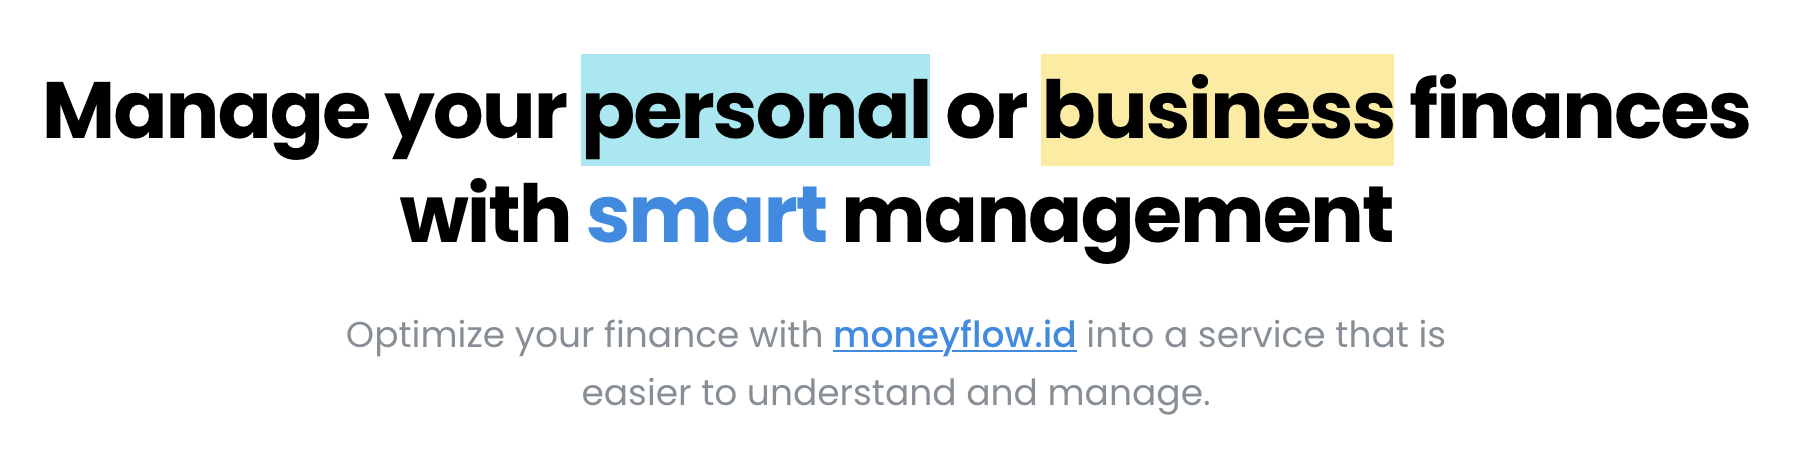 Manage your personal or business finances
with smart management
Optimize your finance with moneyflow.id into a service that is
easier to understand and manage.